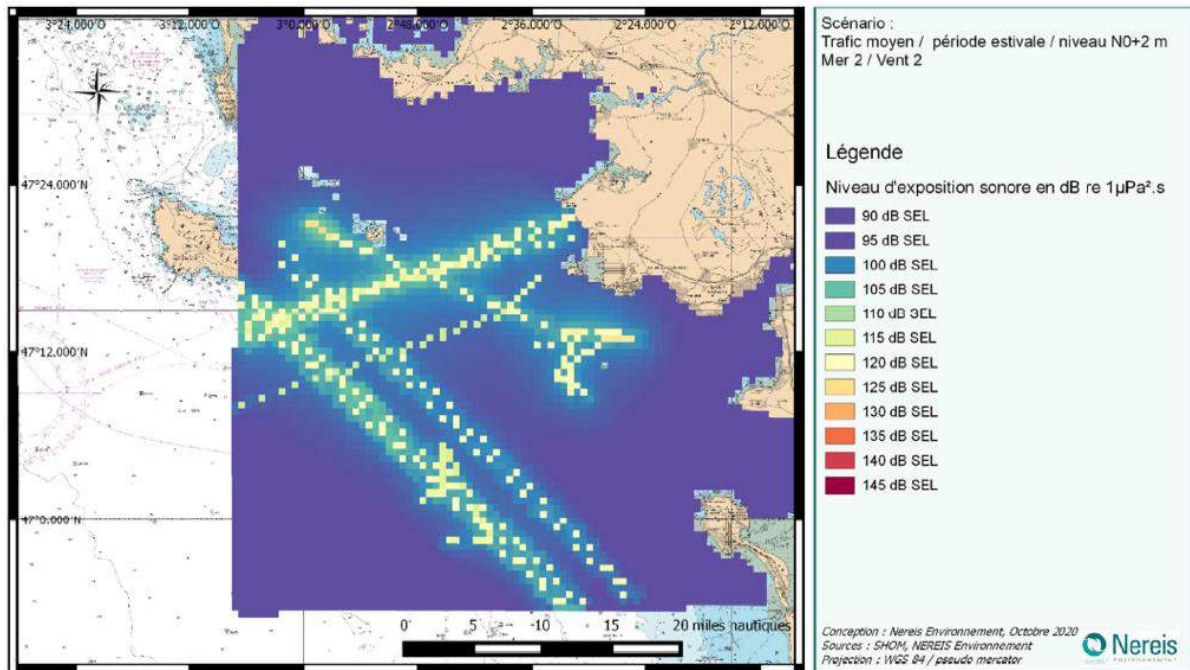 3°24.000'O 3°12.000'O 3°0.000'O 2°48.000'O 2°36.000'O 2°24.000'O 2°12.000'O
47°24.000'N
47°12.000'N
47°0.000'N
0 5 10 15 20 miles nautiques
Scénario :
Trafic moyen / période estivale / niveau N0+2 m
Mer 2 / Vent 2
Légende
Niveau d'exposition sonore en dB re 1µPa².s
90 dB SEL
95 dB SEL
100 dB SEL
105 dB SEL
110 dB SEL
115 dB SEL
120 dB SEL
125 dB SEL
130 dB SEL
135 dB SEL
140 dB SEL
145 dB SEL
Conception : Nereis Environnement, Octobre 2020
Sources : SHOM, NEREIS Environnement
Projection : WGS 84 / pseudo mercator
Nereis
ENVIRONNEMENT